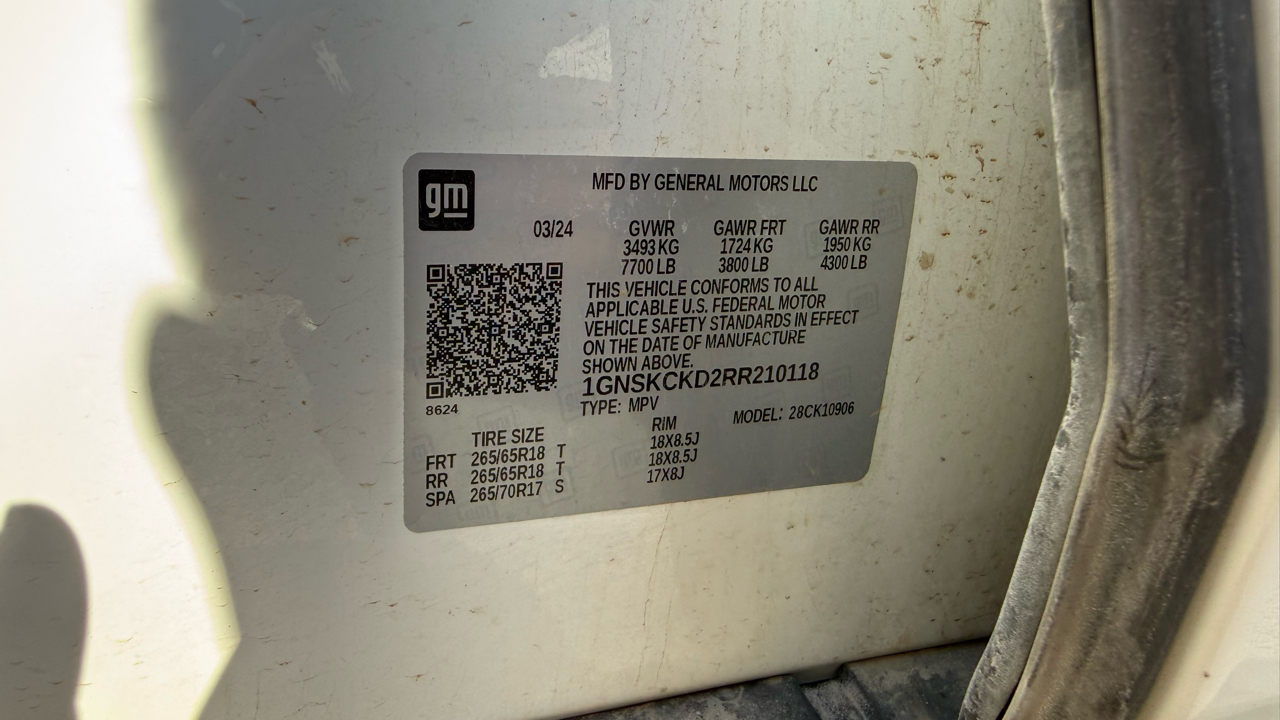 gm
MFD BY GENERAL MOTORS LLC
03/24 GVWR GAWR FRT GAWR RR
3493 KG 1724 KG 1950 KG
7700 LB 3800 LB 4300 LB
THIS VEHICLE CONFORMS TO ALL
APPLICABLE U.S. FEDERAL MOTOR
VEHICLE SAFETY STANDARDS IN EFFECT
ON THE DATE OF MANUFACTURE
SHOWN ABOVE.
1GNSKCKD2RR210118
8624
TYPE: MPV MODEL: 28CK10906
TIRE SIZE RIM
FRT 265/65R18 T 18X8.5J
RR 265/65R18 T 18X8.5J
SPA 265/70R17 S 17X8J